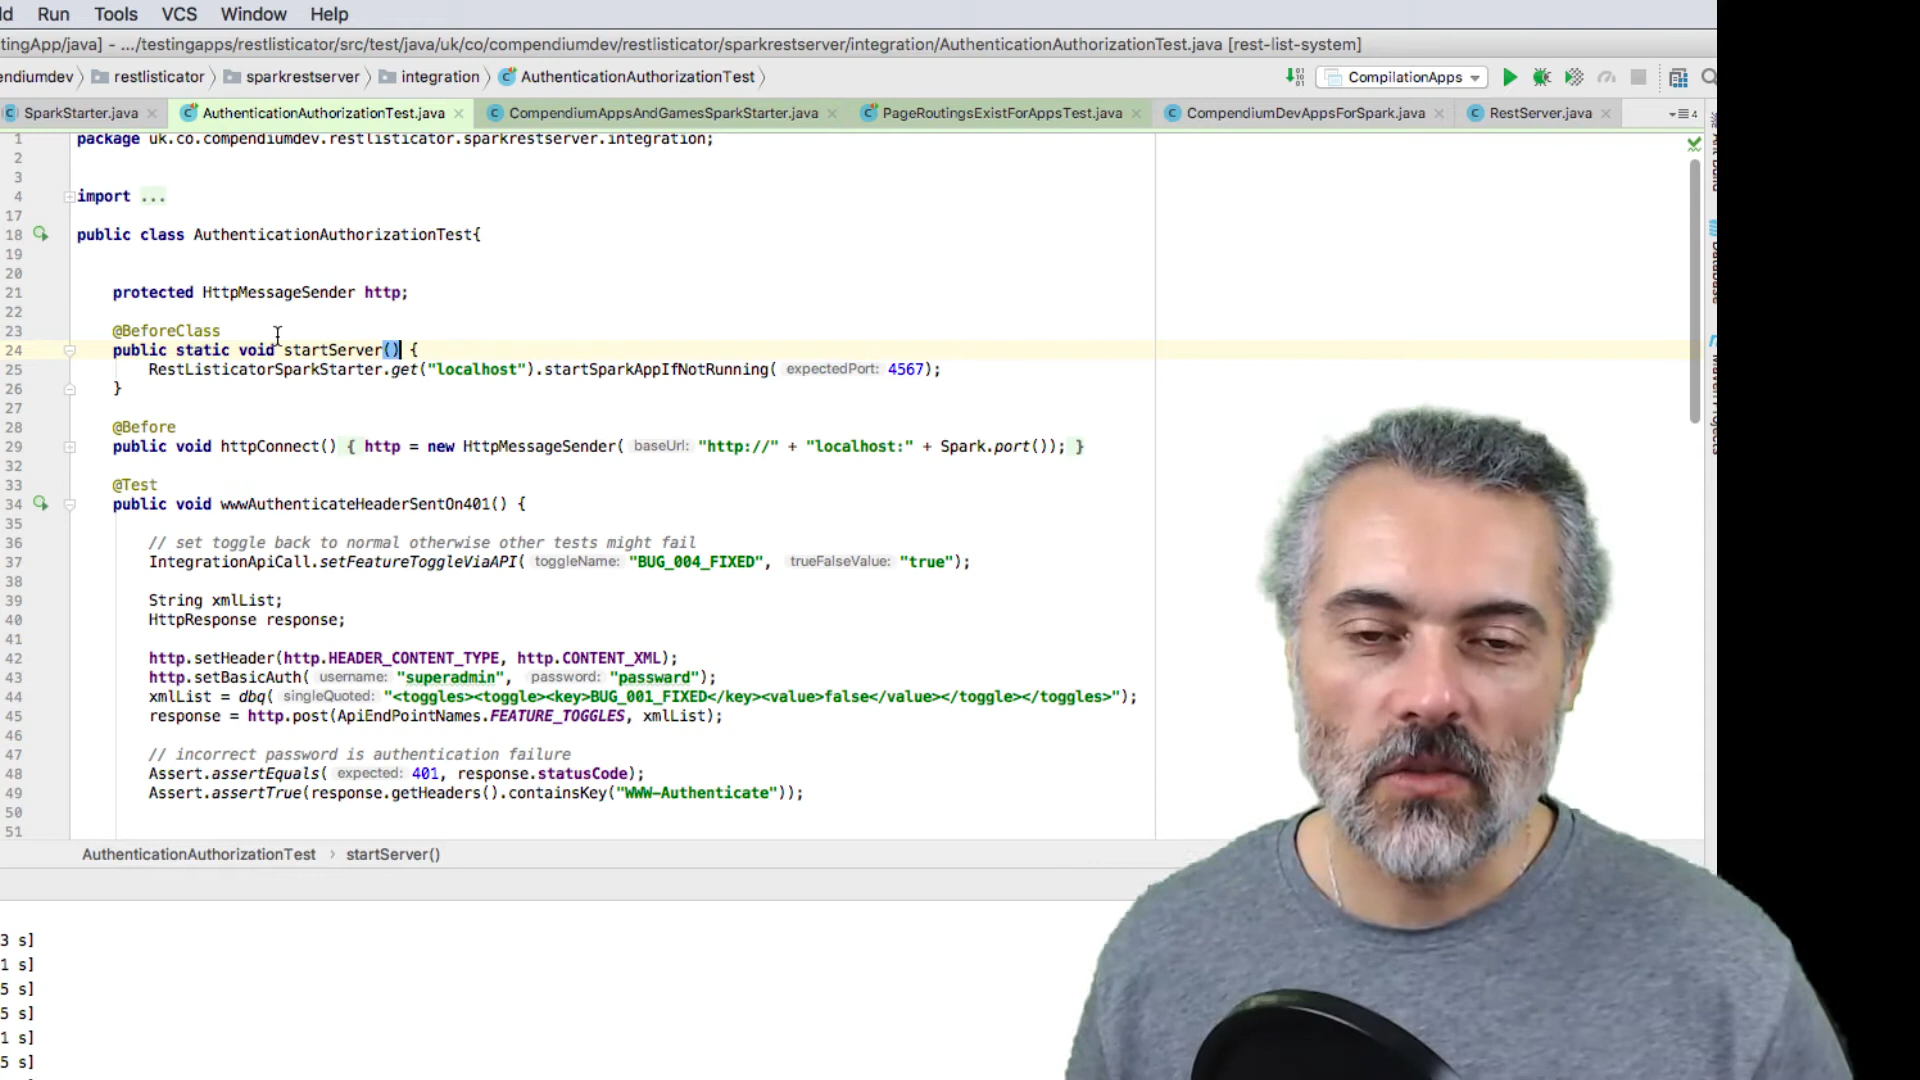 ld Run Tools VCS Window Help
tingApp/java] - .../testingapps/restlisticator/src/test/java/uk/co/compendiumdev/restlisticator/sparkrestserver/integration/AuthenticationAuthorizationTest.java [rest-list-system]
endiumdev restlisticator sparkrestserver integration AuthenticationAuthorizationTest CompilationApps
SparkStarter.java AuthenticationAuthorizationTest.java CompendiumAppsAndGamesSparkStarter.java PageRoutingsExistForAppsTest.java CompendiumDevAppsForSpark.java RestServer.java 4
1 package uk.co.compendiumdev.restlisticator.sparkrestserver.integration;
2
3
4 import ...
17
18 public class AuthenticationAuthorizationTest{
19
20
21 protected HttpMessageSender http;
22
23 @BeforeClass
24 public static void startServer() {
25 RestListicatorSparkStarter.get("localhost").startSparkAppIfNotRunning( expectedPort: 4567);
26 }
27
28 @Before
29 public void httpConnect() { http = new HttpMessageSender( baseUrl: "http://" + "localhost:" + Spark.port()); }
32
33 @Test
34 public void wwwAuthenticateHeaderSentOn401() {
35
36 // set toggle back to normal otherwise other tests might fail
37 IntegrationApiCall.setFeatureToggleViaAPI( toggleName: "BUG_004_FIXED", trueFalseValue: "true");
38
39 String xmlList;
40 HttpResponse response;
41
42 http.setHeader(http.HEADER_CONTENT_TYPE, http.CONTENT_XML);
43 http.setBasicAuth( username: "superadmin", password: "passward");
44 xmlList = dbq( singleQuoted: "<toggles><toggle><key>BUG_001_FIXED</key><value>false</value></toggle></toggles>");
45 response = http.post(ApiEndPointNames.FEATURE_TOGGLES, xmlList);
46
47 // incorrect password is authentication failure
48 Assert.assertEquals( expected: 401, response.statusCode);
49 Assert.assertTrue(response.getHeaders().containsKey("WWW-Authenticate"));
50
51
AuthenticationAuthorizationTest startServer()
3 s]
1 s]
5 s]
5 s]
1 s]
5 s]